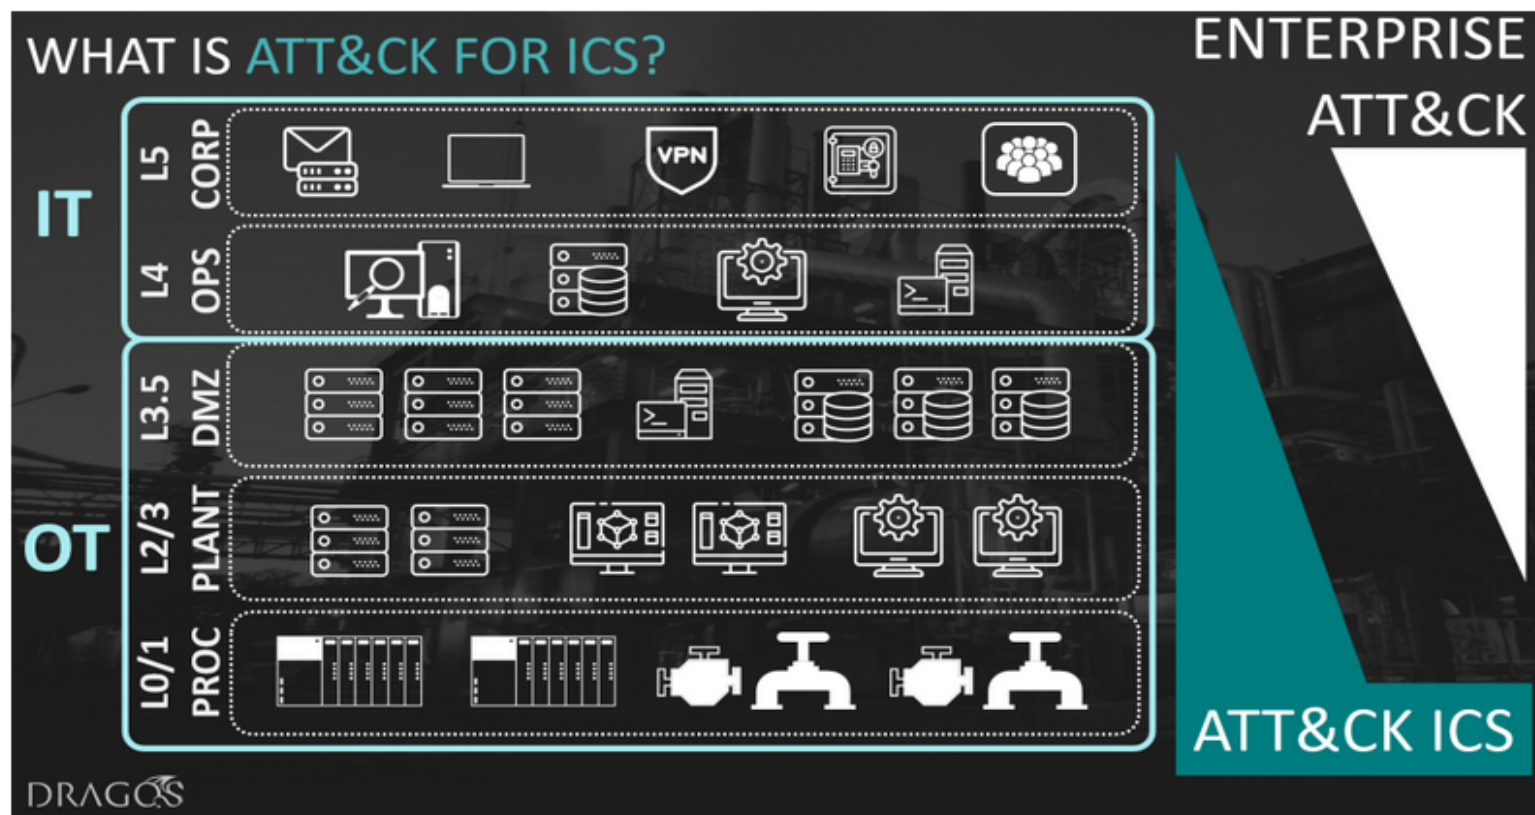 WHAT IS ATT&CK FOR ICS?
ENTERPRISE
ATT&CK
IT
L5
CORP
VPN
L4
OPS
>_
OT
L3.5
DMZ
>_
L2/3
PLANT
L0/1
PROC
ATT&CK ICS
DRAGOS